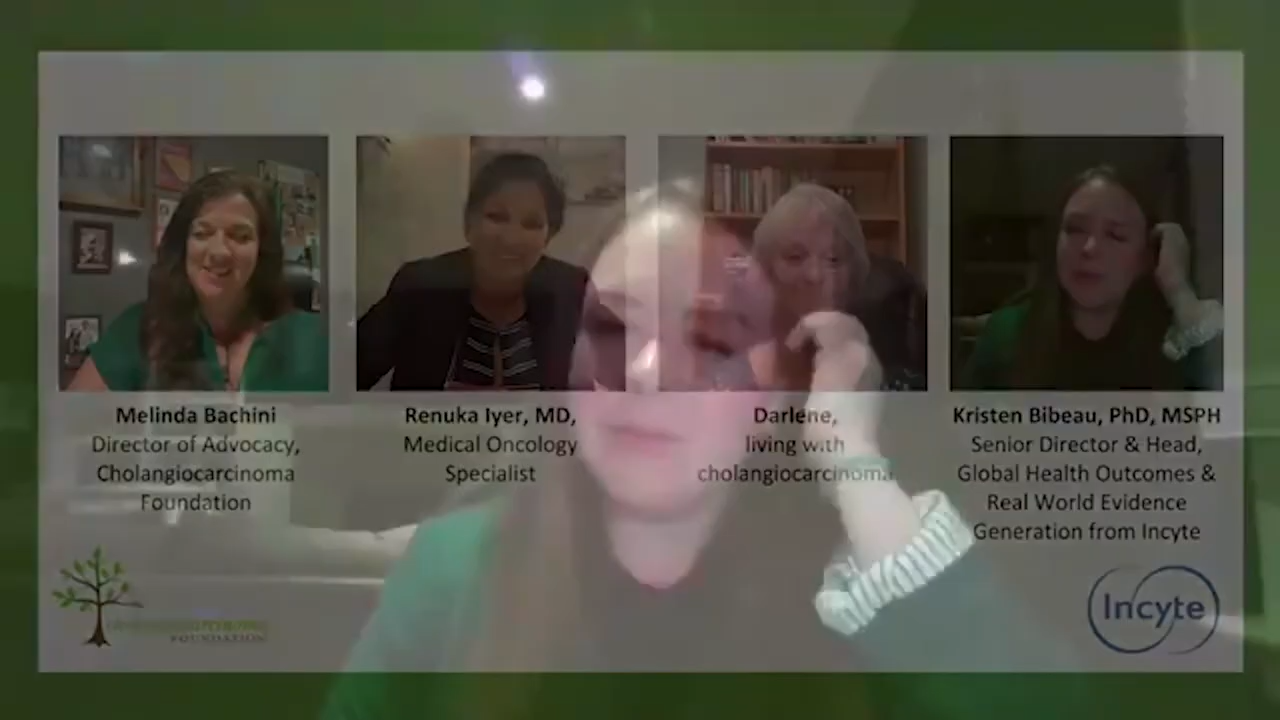 Melinda Bachini
Director of Advocacy,
Cholangiocarcinoma
Foundation
Renuka Iyer, MD,
Medical Oncology
Specialist
Darlene,
living with
cholangiocarcinoma
Kristen Bibeau, PhD, MSPH
Senior Director & Head,
Global Health Outcomes &
Real World Evidence
Generation from Incyte
FOUNDATION
Incyte